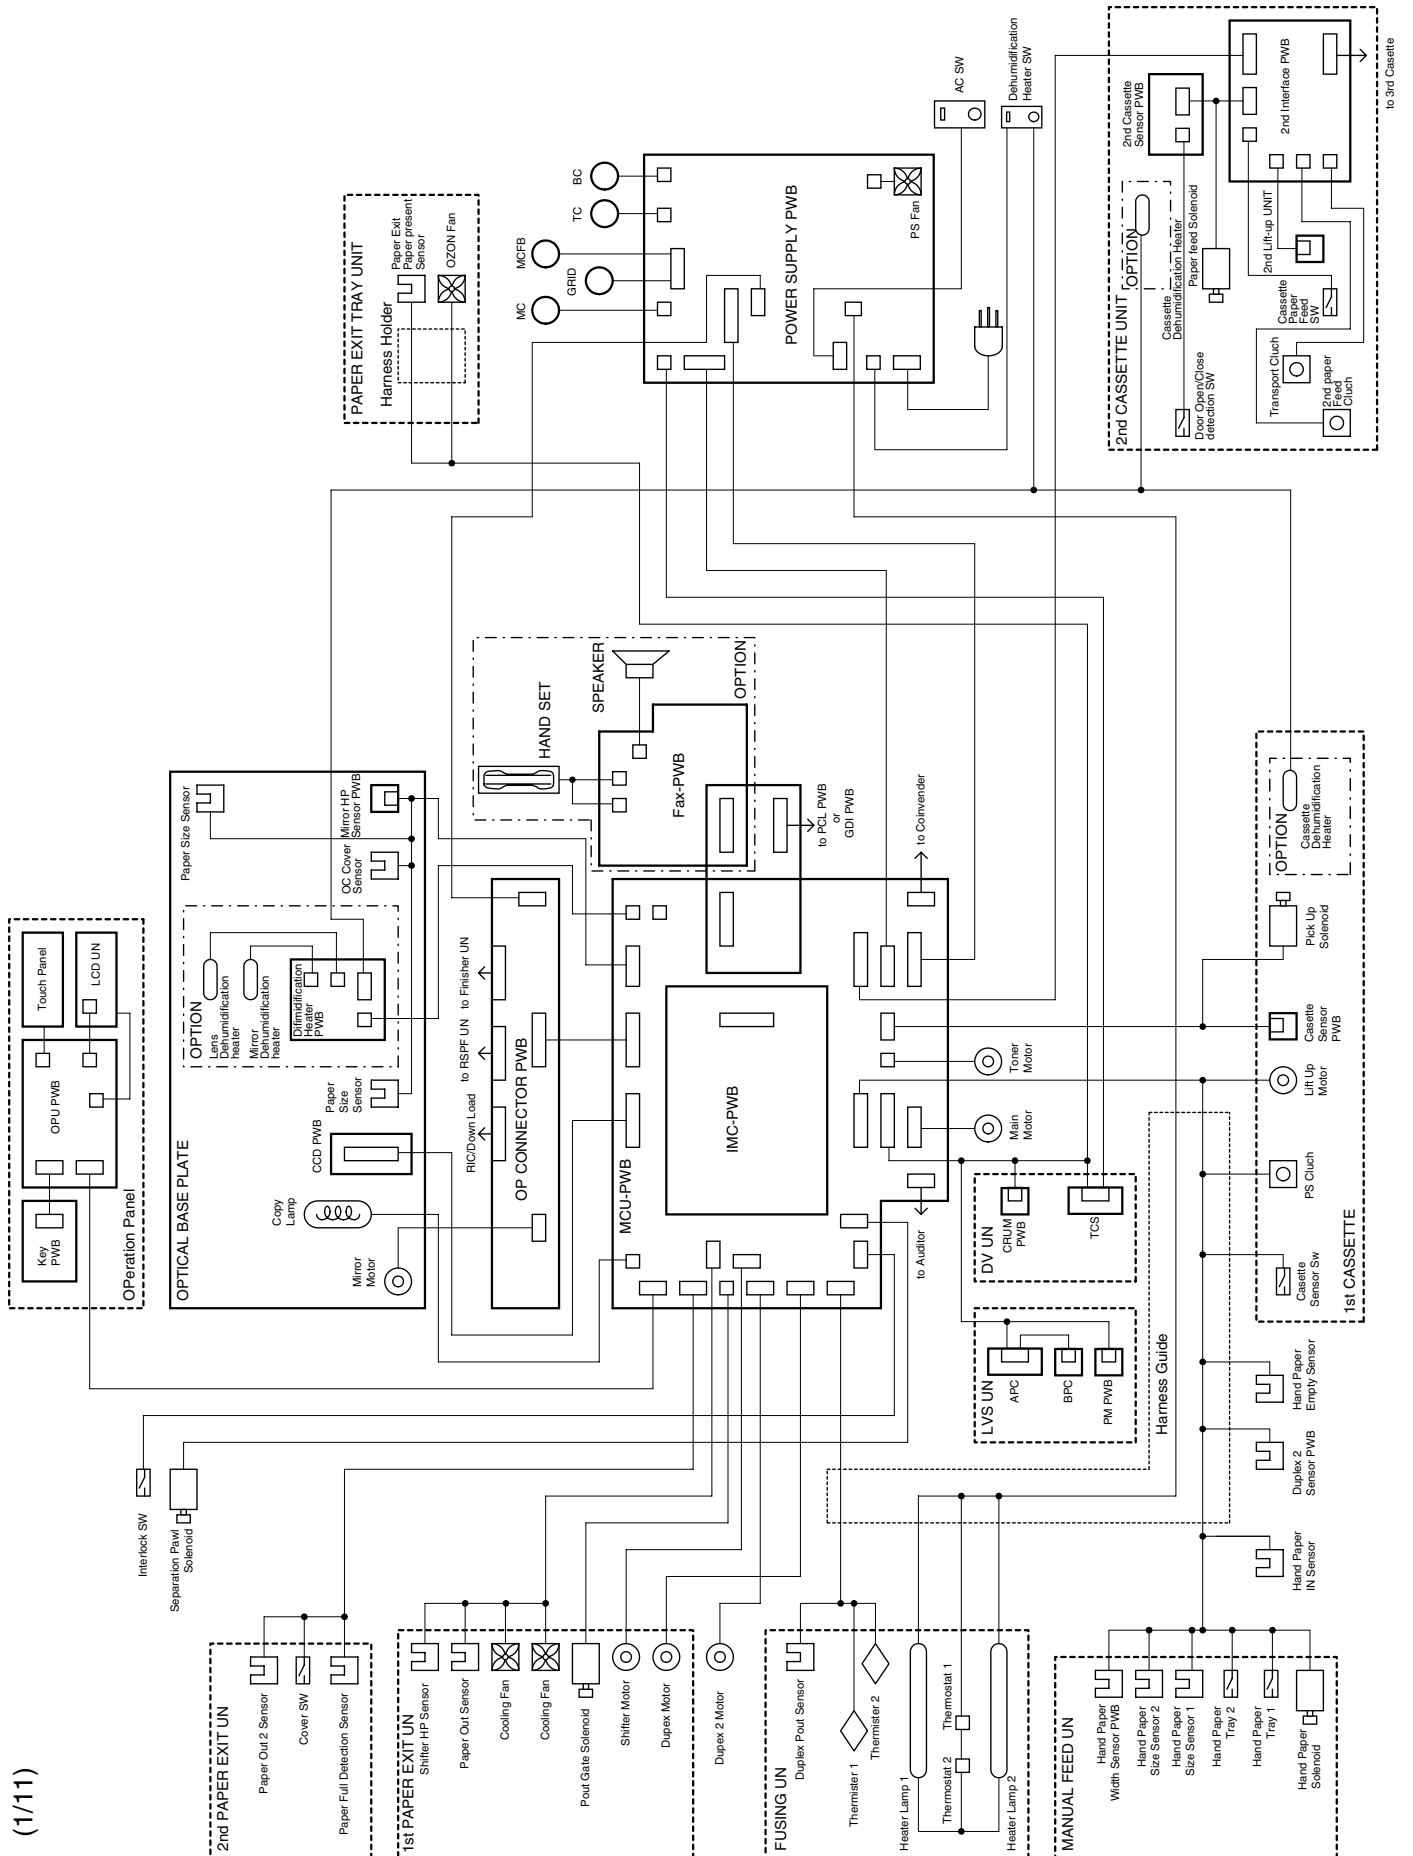 (1/11)
OPeration Panel
Touch Panel
LCD UN
OPU PWB
Key
PWB
OPTICAL BASE PLATE
Paper Size Sensor
Mirror HP
Sensor PWB
OC Cover
Sensor
OPTION
Lens
Dehumidification
heater
Mirror
Dehumidification
heater
Difimidification
Heater
PWB
Paper
Size
Sensor
CCD PWB
Copy
Lamp
Mirror
Motor
PAPER EXIT TRAY UNIT
Harness Holder
Paper Exit
Paper present
Sensor
OZON Fan
MC
GRID
MCFB
TC
BC
POWER SUPPLY PWB
PS Fan
AC SW
Dehumidification
Heater SW
2nd CASSETTE UNIT
OPTION
Cassette
Dehumidification Heater
2nd Cassette
Sensor PWB
Paper feed Solenoid
Door Open/Close
detection SW
2nd Interface PWB
2nd Lift-up UNIT
Cassette
Paper
Feed
SW
Transport Cluch
2nd paper
Feed
Cluch
to 3rd Casette
HAND SET
SPEAKER
Fax-PWB
OPTION
to PCL PWB
or
GDI PWB
OP CONNECTOR PWB
to Finisher UN
to RSPF UN
RIC/Down Load
MCU-PWB
IMC-PWB
to Coinvender
to Auditor
Toner
Motor
Main
Motor
DV UN
CRUM
PWB
TCS
LVS UN
APC
BPC
PM PWB
Harness Guide
1st CASSETTE
OPTION
Cassette
Dehumidification
Heater
Pick Up
Solenoid
Casette
Sensor
PWB
Lift Up
Motor
PS Cluch
Casette
Sensor Sw
Hand Paper
Empty Sensor
Duplex 2
Sensor PWB
Hand Paper
IN Sensor
Interlock SW
Separation Pawl
Solenoid
2nd PAPER EXIT UN
Paper Out 2 Sensor
Cover SW
Paper Full Detection Sensor
1st PAPER EXIT UN
Shifter HP Sensor
Paper Out Sensor
Cooling Fan
Cooling Fan
Pout Gate Solenoid
Shifter Motor
Dupex Motor
Dupex 2 Motor
FUSING UN
Duplex Pout Sensor
Thermister 1
Thermister 2
Heater Lamp 1
Thermostat 2
Thermostat 1
Heater Lamp 2
MANUAL FEED UN
Hand Paper
Width Sensor PWB
Hand Paper
Size Sensor 2
Hand Paper
Size Sensor 1
Hand Paper
Tray 2
Hand Paper
Tray 1
Hand Paper
Solenoid